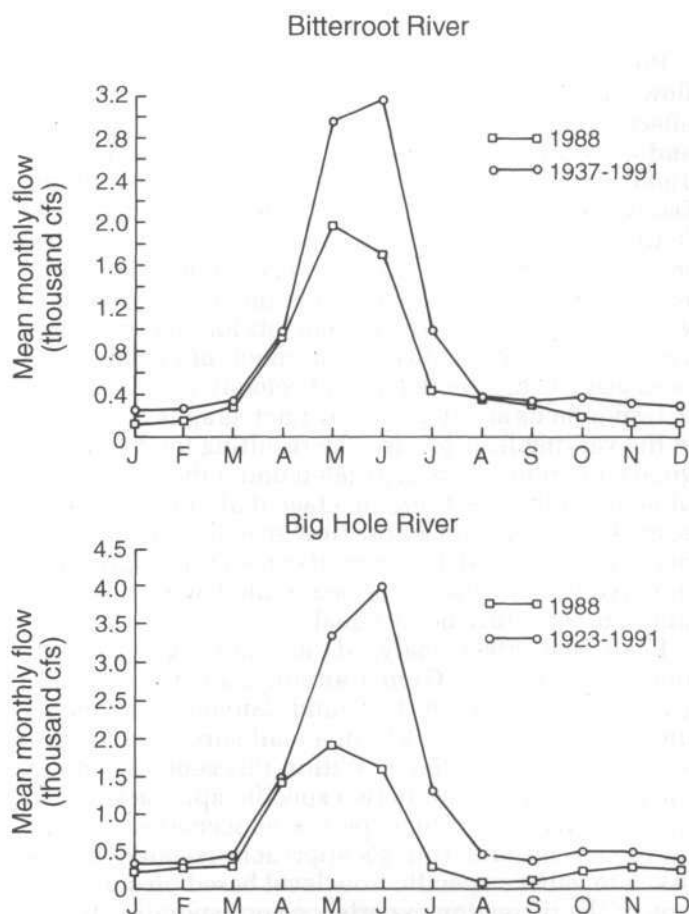 Bitterroot River
Mean monthly flow
(thousand cfs)
3.2
2.8
2.4
2.0
1.6
1.2
0.8
0.4
0
1988
1937-1991
J F M A M J J A S O N D
Big Hole River
Mean monthly flow
(thousand cfs)
4.5
4.0
3.5
3.0
2.5
2.0
1.5
1.0
0.5
0
1988
1923-1991
J F M A M J J A S O N D